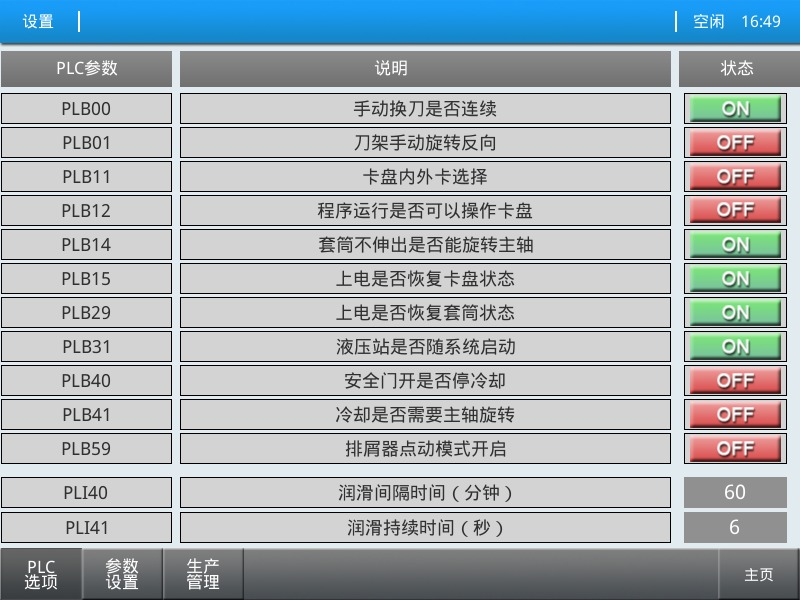 设置 空闲 16:49
PLC参数 说明 状态
PLB00 手动换刀是否连续 ON
PLB01 刀架手动旋转反向 OFF
PLB11 卡盘内外卡选择 OFF
PLB12 程序运行是否可以操作卡盘 OFF
PLB14 套筒不伸出是否能旋转主轴 ON
PLB15 上电是否恢复卡盘状态 ON
PLB29 上电是否恢复套筒状态 ON
PLB31 液压站是否随系统启动 ON
PLB40 安全门开是否停冷却 OFF
PLB41 冷却是否需要主轴旋转 OFF
PLB59 排屑器点动模式开启 OFF
PLI40 润滑间隔时间（分钟） 60
PLI41 润滑持续时间（秒） 6
PLC
选项
参数
设置
生产
管理
主页